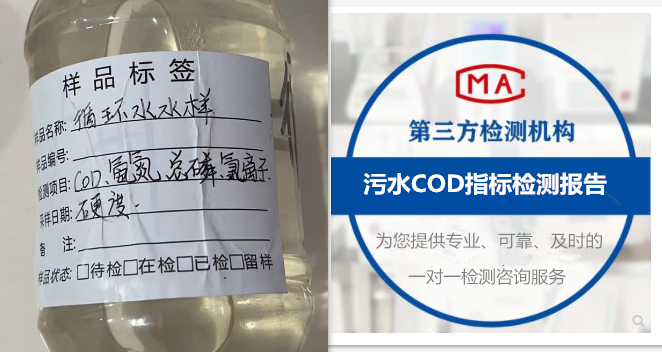 样品标签
样品名称: 循环水水样
样品编号:
检测项目: COD、氨氮、总磷、氯离子、
采样日期: 石更度.
备 注:
样品状态: □待检□在检□已检□留样
MA
第三方检测机构
污水COD指标检测报告
为您提供专业、可靠、及时的
一对一检测咨询服务